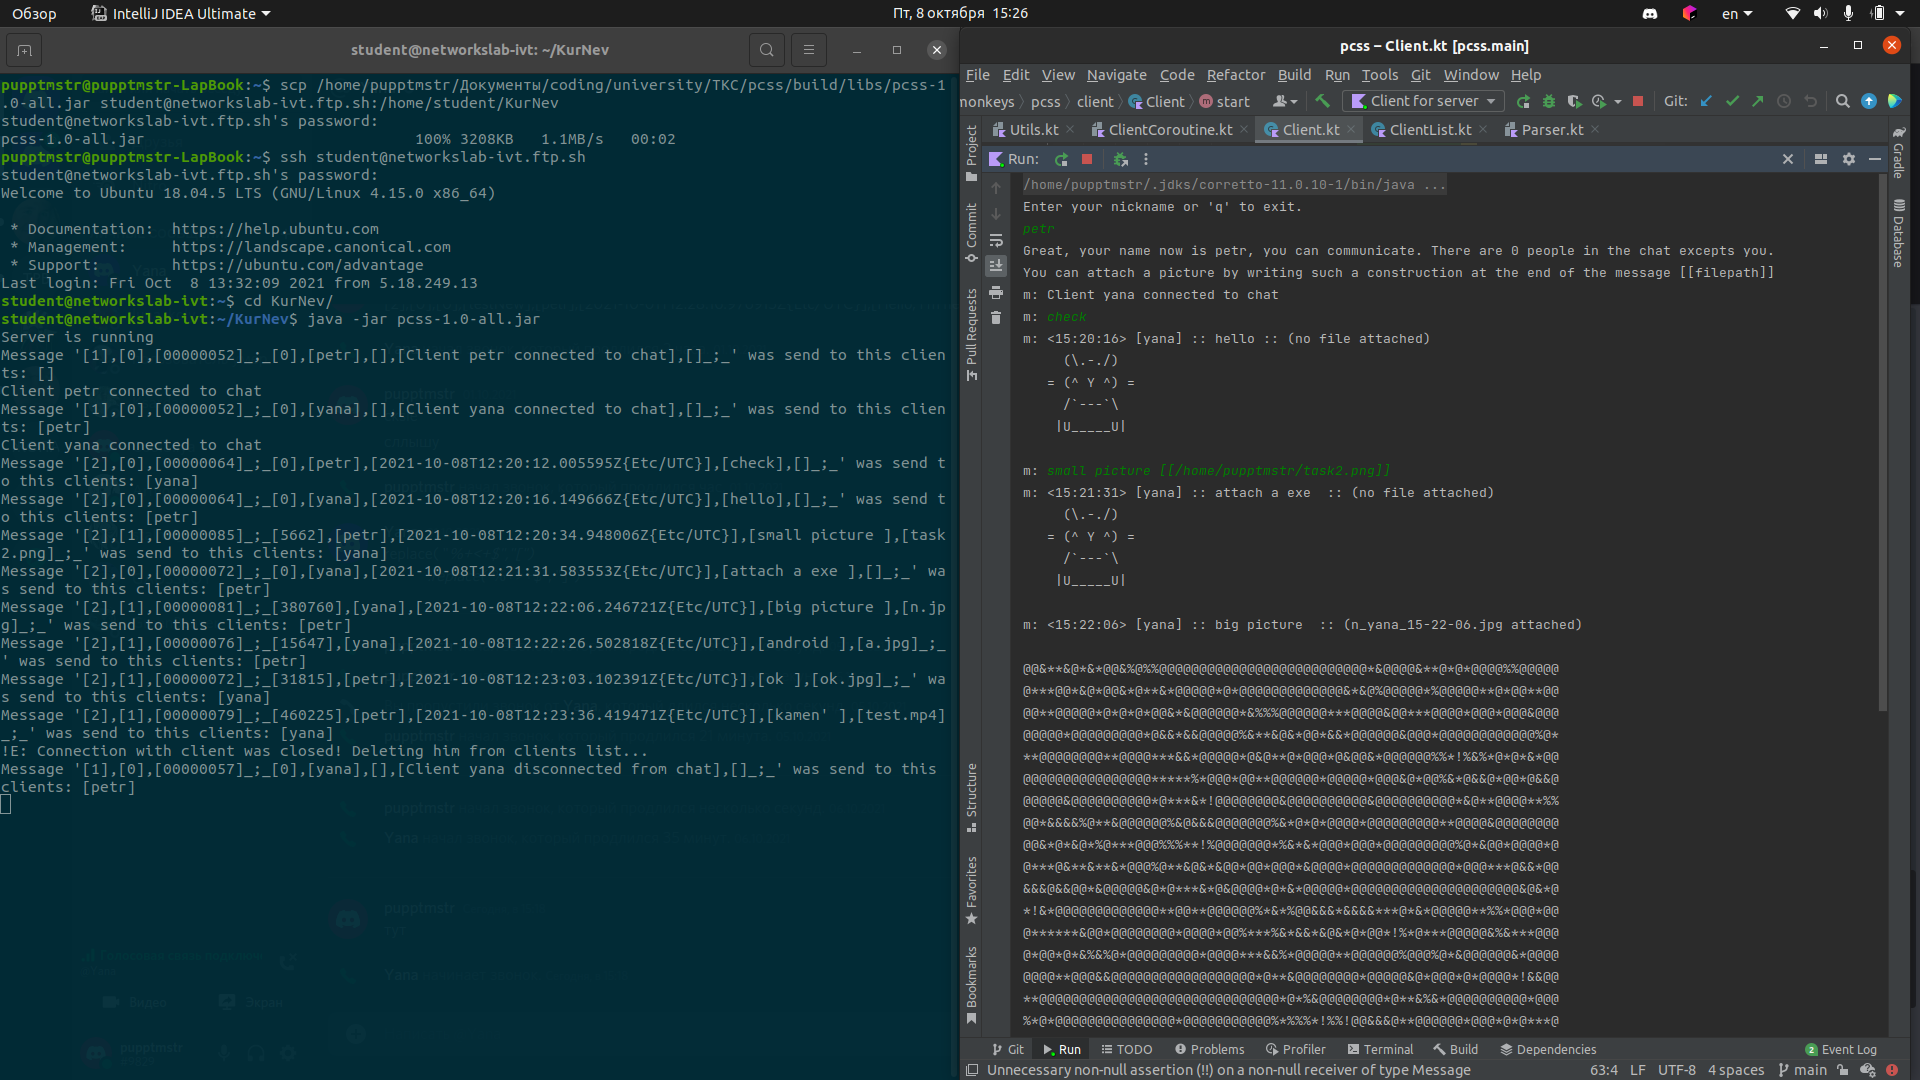 Обзор
IntelliJ IDEA Ultimate
Пт, 8 октября 15:26
en
student@networkslab-ivt: ~/KurNev
pupptmstr@pupptmstr-LapBook:~$ scp /home/pupptmstr/Документы/coding/university/TKC/pcss/build/libs/pcss-1
.0-all.jar student@networkslab-ivt.ftp.sh:/home/student/KurNev
student@networkslab-ivt.ftp.sh's password:
pcss-1.0-all.jar 100% 3208KB 1.1MB/s 00:02
pupptmstr@pupptmstr-LapBook:~$ ssh student@networkslab-ivt.ftp.sh
student@networkslab-ivt.ftp.sh's password:
Welcome to Ubuntu 18.04.5 LTS (GNU/Linux 4.15.0 x86_64)
* Documentation: https://help.ubuntu.com
* Management: https://landscape.canonical.com
* Support: https://ubuntu.com/advantage
Last login: Fri Oct 8 13:32:09 2021 from 5.18.249.13
student@networkslab-ivt:~$ cd KurNev/
student@networkslab-ivt:~/KurNev$ java -jar pcss-1.0-all.jar
Server is running
Message '[1],[0],[00000052]_;_[0],[petr],[],[Client petr connected to chat],[]_;_' was send to this clien
ts: []
Client petr connected to chat
Message '[1],[0],[00000052]_;_[0],[yana],[],[Client yana connected to chat],[]_;_' was send to this clien
ts: [petr]
Client yana connected to chat
Message '[2],[0],[00000064]_;_[0],[petr],[2021-10-08T12:20:12.005595Z{Etc/UTC}],[check],[]_;_' was send t
o this clients: [yana]
Message '[2],[0],[00000064]_;_[0],[yana],[2021-10-08T12:20:16.149666Z{Etc/UTC}],[hello],[]_;_' was send t
o this clients: [petr]
Message '[2],[1],[00000085]_;_[5662],[petr],[2021-10-08T12:20:34.948006Z{Etc/UTC}],[small picture ],[task
2.png]_;_' was send to this clients: [yana]
Message '[2],[0],[00000072]_;_[0],[yana],[2021-10-08T12:21:31.583553Z{Etc/UTC}],[attach a exe ],[]_;_' wa
s send to this clients: [petr]
Message '[2],[1],[00000081]_;_[380760],[yana],[2021-10-08T12:22:06.246721Z{Etc/UTC}],[big picture ],[n.jp
g]_;_' was send to this clients: [petr]
Message '[2],[1],[00000076]_;_[15647],[yana],[2021-10-08T12:22:26.502818Z{Etc/UTC}],[android ],[a.jpg]_;_
' was send to this clients: [petr]
Message '[2],[1],[00000072]_;_[31815],[petr],[2021-10-08T12:23:03.102391Z{Etc/UTC}],[ok ],[ok.jpg]_;_' wa
s send to this clients: [yana]
Message '[2],[1],[00000079]_;_[460225],[petr],[2021-10-08T12:23:36.419471Z{Etc/UTC}],[kamen' ],[test.mp4]
_;_' was send to this clients: [yana]
!E: Connection with client was closed! Deleting him from clients list...
Message '[1],[0],[00000057]_;_[0],[yana],[],[Client yana disconnected from chat],[]_;_' was send to this
clients: [petr]
pupptmstr
Yana
pupptmstr
Yana
Видео
Экран
pupptmstr
pcss – Client.kt [pcss.main]
File Edit View Navigate Code Refactor Build Run Tools Git Window Help
monkeys pcss client Client start
Client for server
Git:
Utils.kt ClientCoroutine.kt Client.kt ClientList.kt Parser.kt
Run:
Project
Commit
Pull Requests
Structure
Favorites
Bookmarks
Gradle
Database
/home/pupptmstr/.jdks/corretto-11.0.10-1/bin/java ...
Enter your nickname or 'q' to exit.
petr
Great, your name now is petr, you can communicate. There are 0 people in the chat excepts you.
You can attach a picture by writing such a construction at the end of the message [[filepath]]
m: Client yana connected to chat
m: check
m: <15:20:16> [yana] :: hello :: (no file attached)
(\.-./)
= (^ Y ^) =
/`---`\
|U_____U|
m: small picture [[/home/pupptmstr/task2.png]]
m: <15:21:31> [yana] :: attach a exe  :: (no file attached)
(\.-./)
= (^ Y ^) =
/`---`\
|U_____U|
m: <15:22:06> [yana] :: big picture  :: (n_yana_15-22-06.jpg attached)
Git Run TODO Problems Profiler Terminal Build Dependencies
2 Event Log
Unnecessary non-null assertion (!!) on a non-null receiver of type Message
63:4 LF UTF-8 4 spaces main